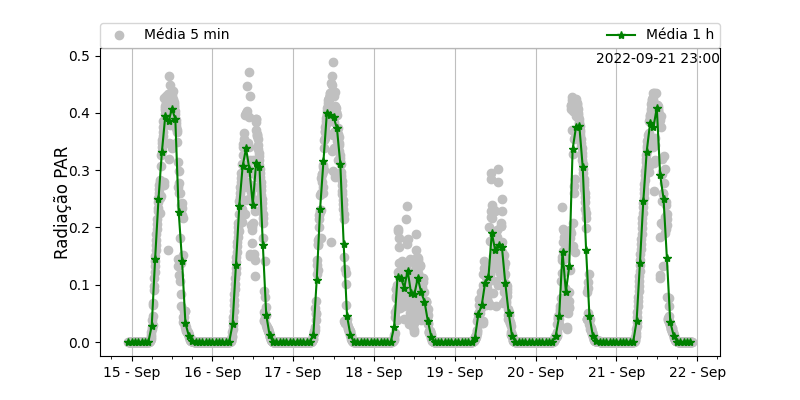 Média 5 min Média 1 h
2022-09-21 23:00
Radiação PAR
0.5
0.4
0.3
0.2
0.1
0.0
15 - Sep 16 - Sep 17 - Sep 18 - Sep 19 - Sep 20 - Sep 21 - Sep 22 - Sep